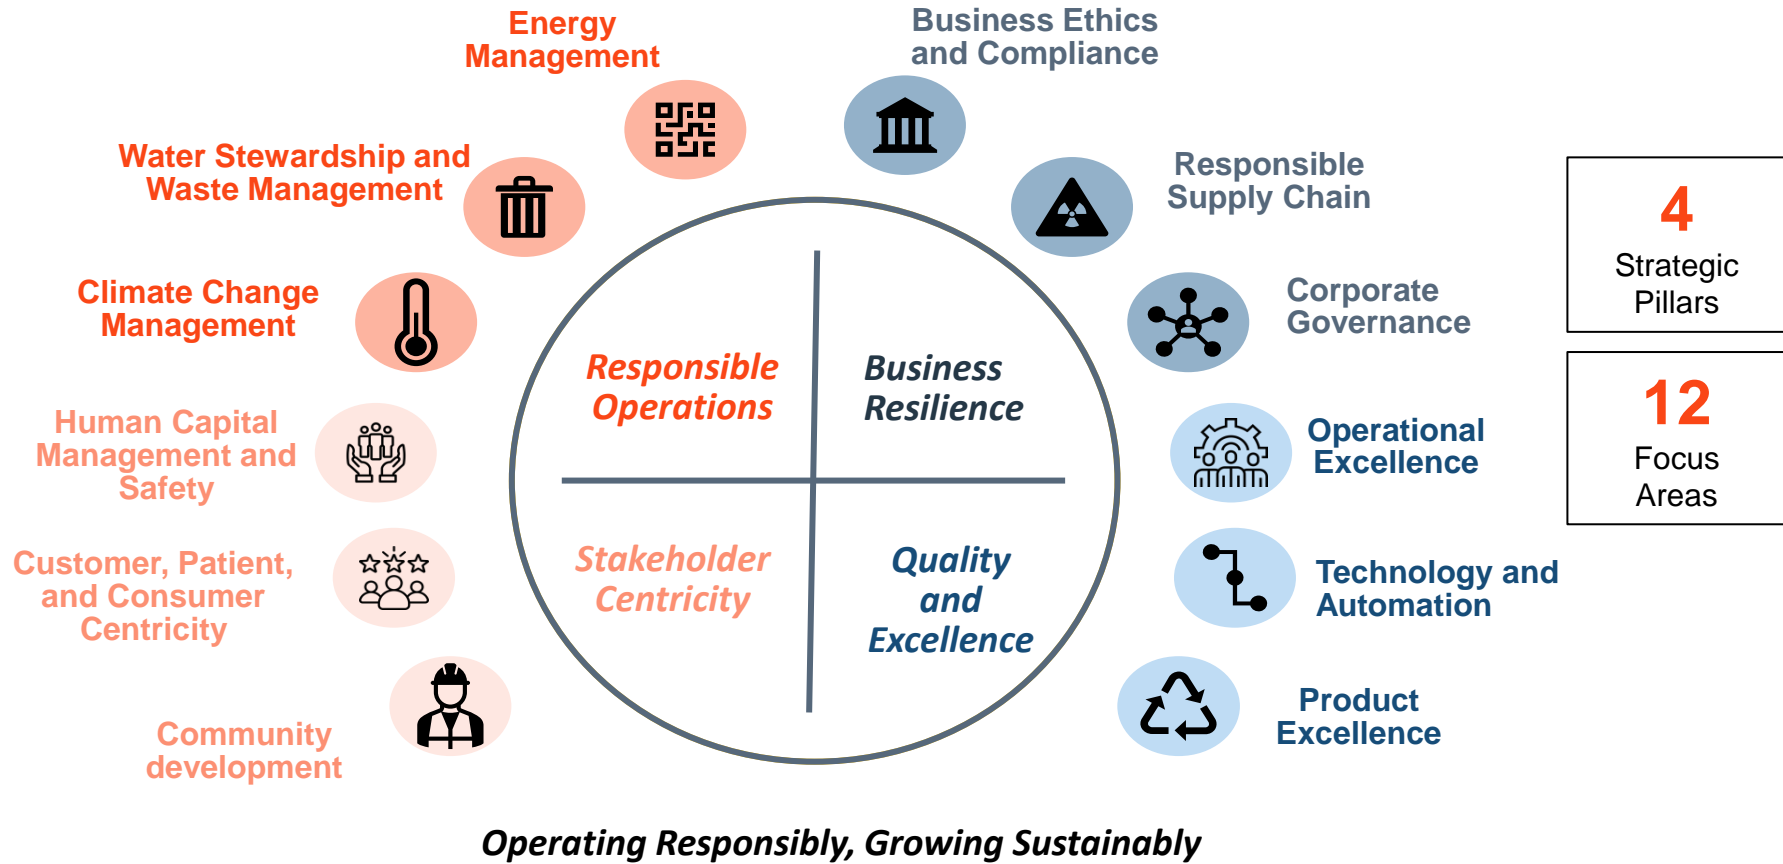 Energy
Management
Business Ethics
and Compliance
Water Stewardship and
Waste Management
Responsible
Supply Chain
4
Strategic
Pillars
Climate Change
Management
Corporate
Governance
Responsible
Operations
Business
Resilience
12
Focus
Areas
Human Capital
Management and
Safety
Operational
Excellence
Customer, Patient,
and Consumer
Centricity
Stakeholder
Centricity
Quality
and
Excellence
Technology and
Automation
Community
development
Product
Excellence
Operating Responsibly, Growing Sustainably